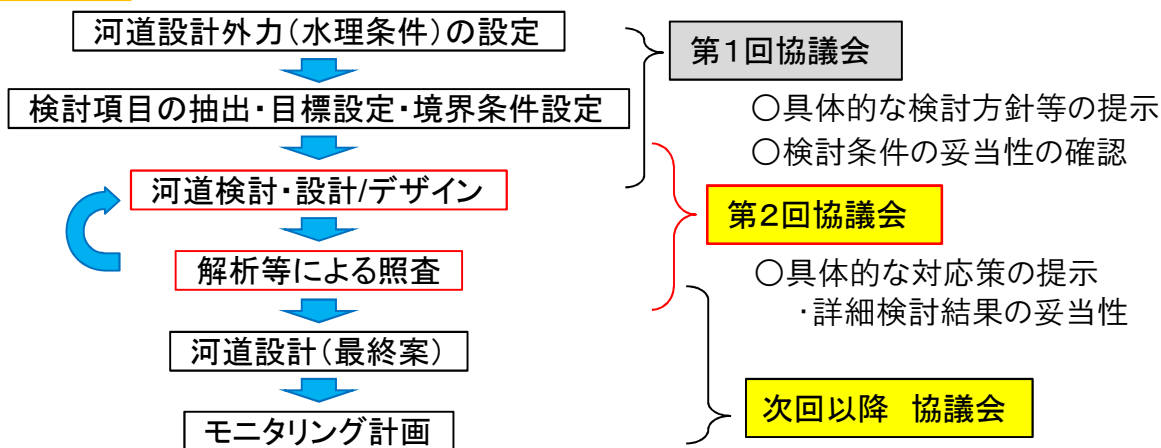 河道設計外力(水理条件)の設定
検討項目の抽出・目標設定・境界条件設定
河道検討・設計/デザイン
解析等による照査
河道設計(最終案)
モニタリング計画
第1回協議会
〇具体的な検討方針等の提示
〇検討条件の妥当性の確認
第2回協議会
〇具体的な対応策の提示
・詳細検討結果の妥当性
次回以降 協議会